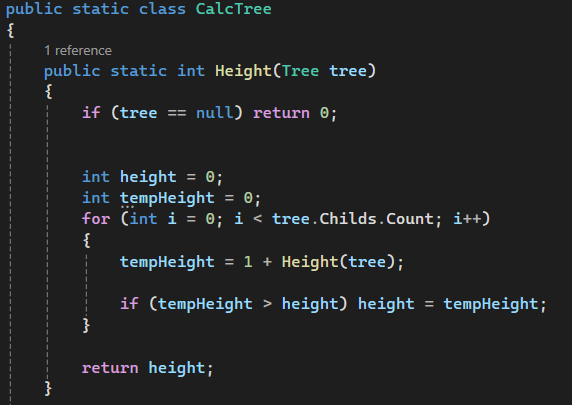 public static class CalcTree
{
1 reference
public static int Height(Tree tree)
{
if (tree == null) return 0;
int height = 0;
int tempHeight = 0;
for (int i = 0; i < tree.Childs.Count; i++)
{
tempHeight = 1 + Height(tree);
if (tempHeight > height) height = tempHeight;
}
return height;
}